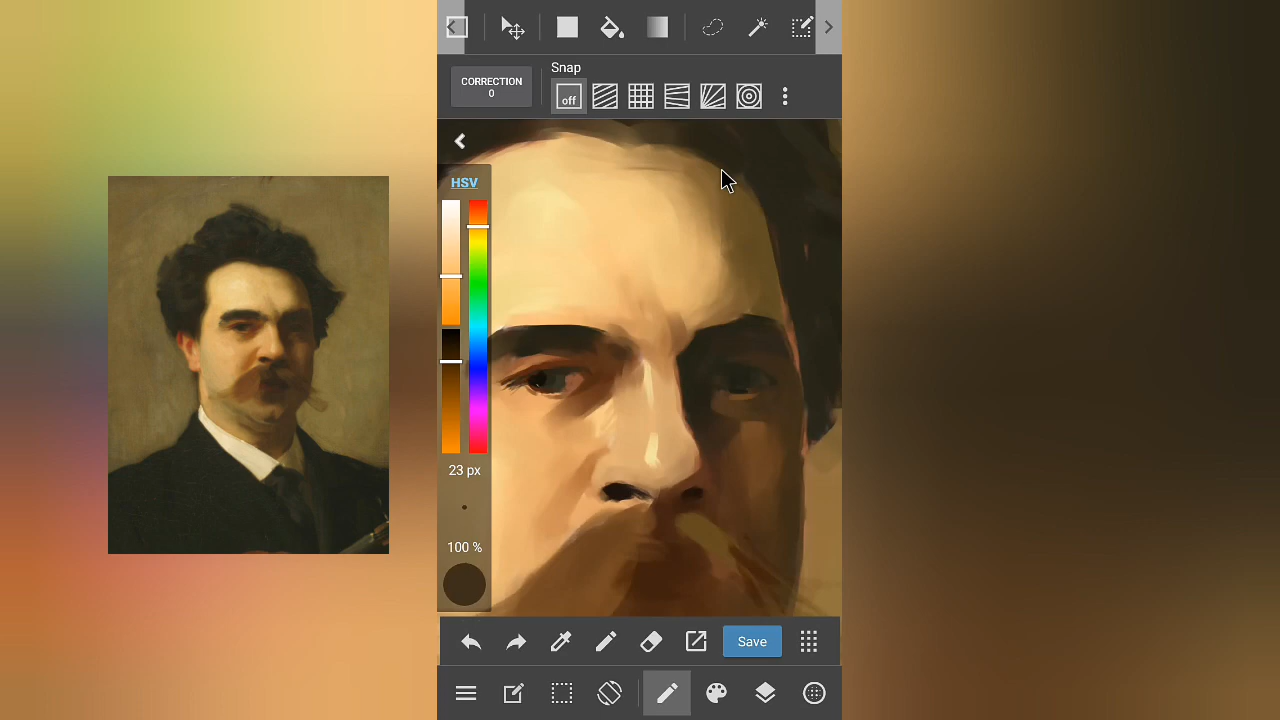 Snap
CORRECTION
0
off
HSV
23 px
100 %
Save